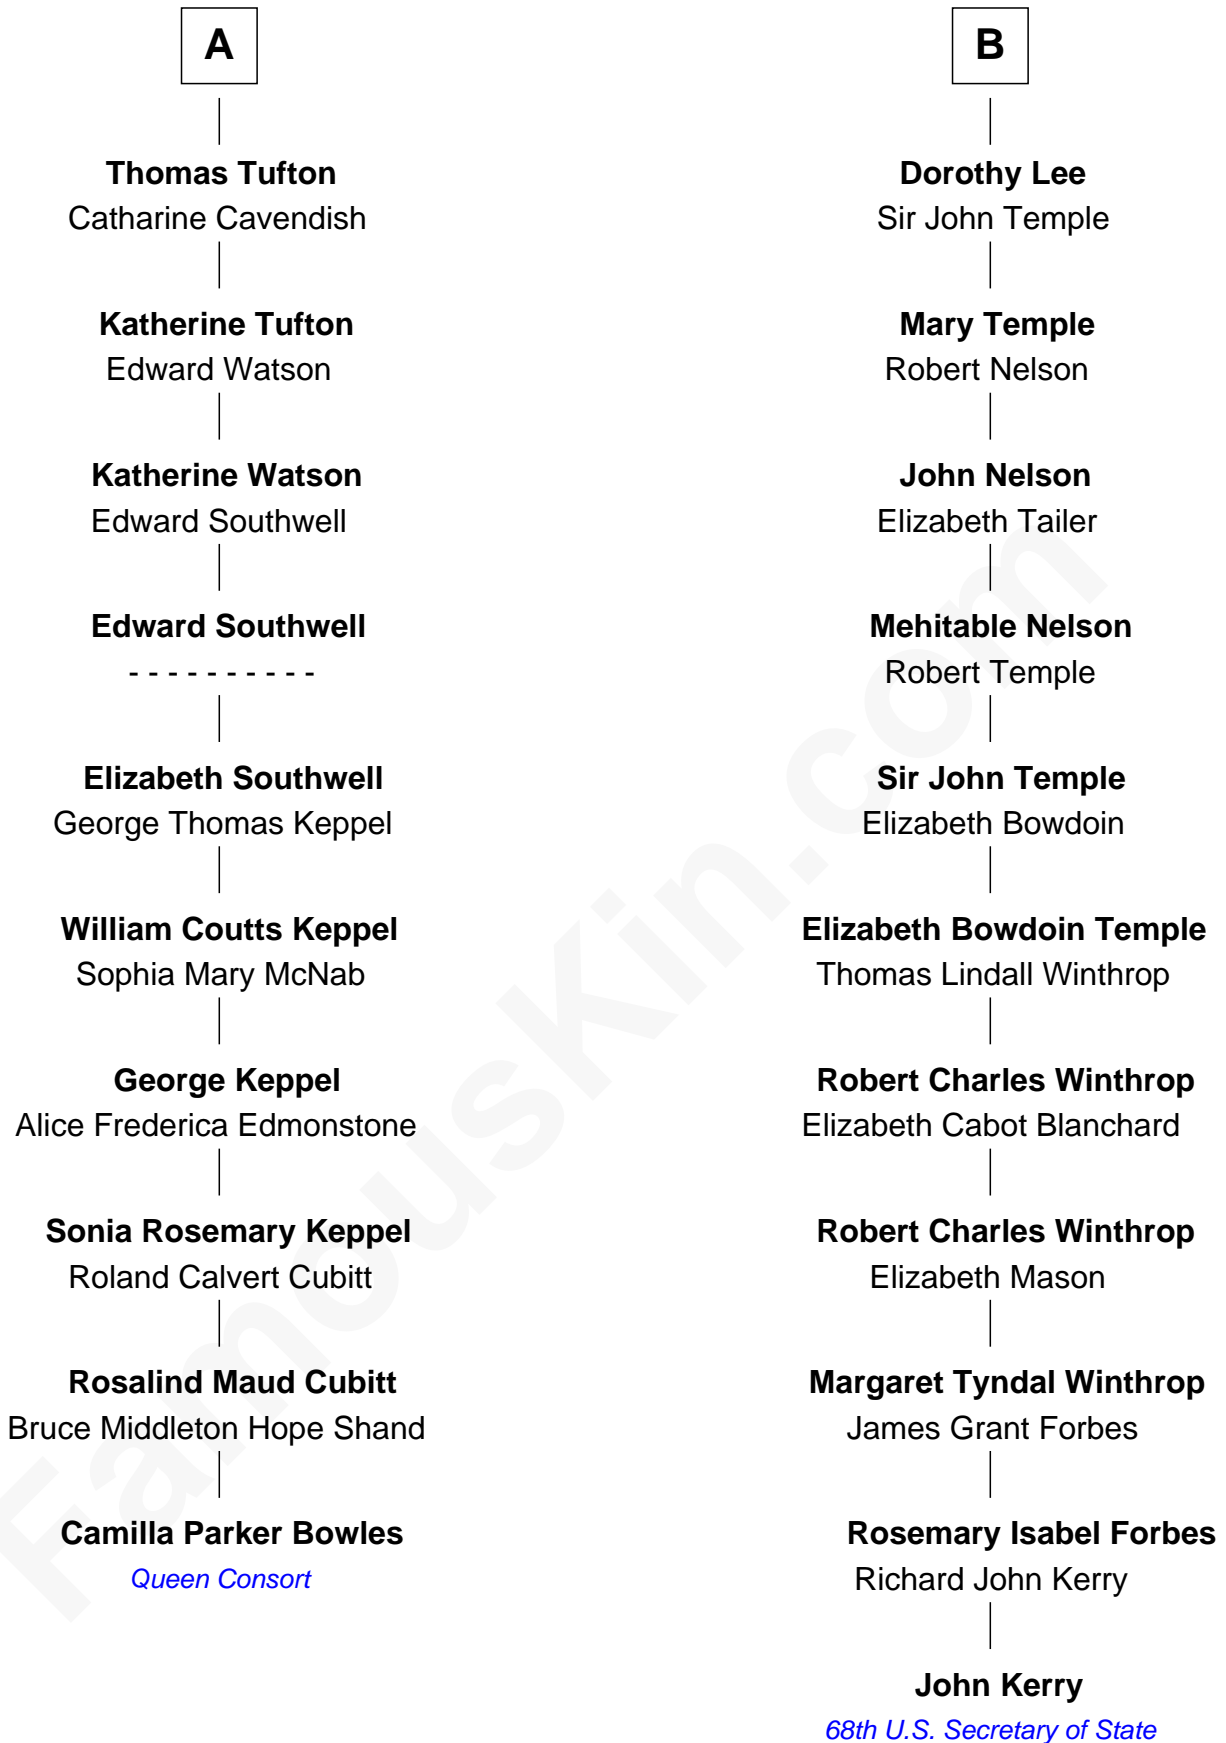 A
Thomas Tufton
Catharine Cavendish
Katherine Tufton
Edward Watson
Katherine Watson
Edward Southwell
Edward Southwell
- - - - - - - - - -
Elizabeth Southwell
George Thomas Keppel
William Coutts Keppel
Sophia Mary McNab
George Keppel
Alice Frederica Edmonstone
Sonia Rosemary Keppel
Roland Calvert Cubitt
Rosalind Maud Cubitt
Bruce Middleton Hope Shand
Camilla Parker Bowles
Queen Consort
B
Dorothy Lee
Sir John Temple
Mary Temple
Robert Nelson
John Nelson
Elizabeth Tailer
Mehitable Nelson
Robert Temple
Sir John Temple
Elizabeth Bowdoin
Elizabeth Bowdoin Temple
Thomas Lindall Winthrop
Robert Charles Winthrop
Elizabeth Cabot Blanchard
Robert Charles Winthrop
Elizabeth Mason
Margaret Tyndal Winthrop
James Grant Forbes
Rosemary Isabel Forbes
Richard John Kerry
John Kerry
68th U.S. Secretary of State
FamousKin.com